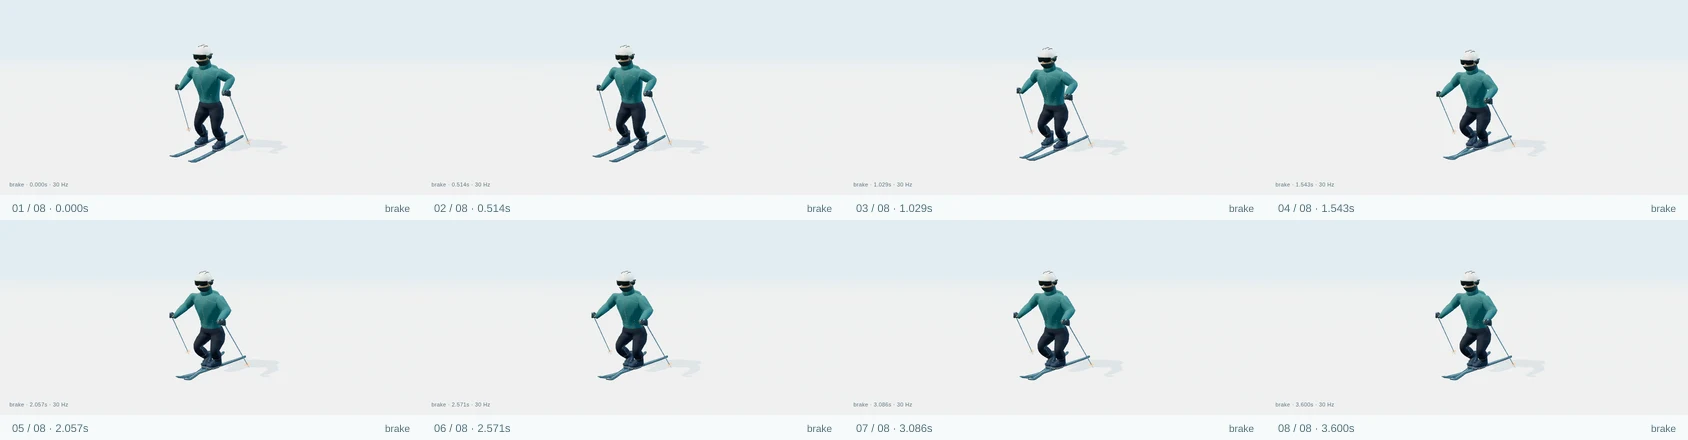 brake · 0.000s · 30 Hz
brake · 0.514s · 30 Hz
brake · 1.029s · 30 Hz
brake · 1.543s · 30 Hz
01 / 08 · 0.000s brake
02 / 08 · 0.514s brake
03 / 08 · 1.029s brake
04 / 08 · 1.543s brake
brake · 2.057s · 30 Hz
brake · 2.571s · 30 Hz
brake · 3.086s · 30 Hz
brake · 3.600s · 30 Hz
05 / 08 · 2.057s brake
06 / 08 · 2.571s brake
07 / 08 · 3.086s brake
08 / 08 · 3.600s brake